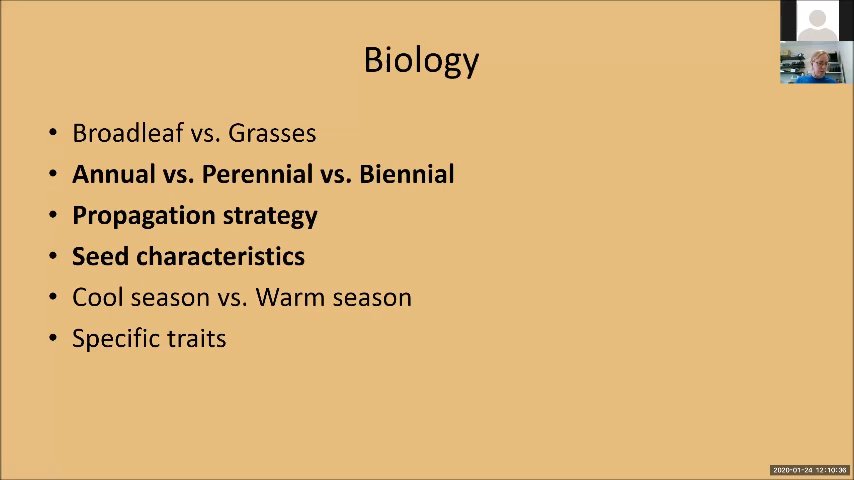 Biology
• Broadleaf vs. Grasses
• Annual vs. Perennial vs. Biennial
• Propagation strategy
• Seed characteristics
• Cool season vs. Warm season
• Specific traits
2020-01-24 12:10:36